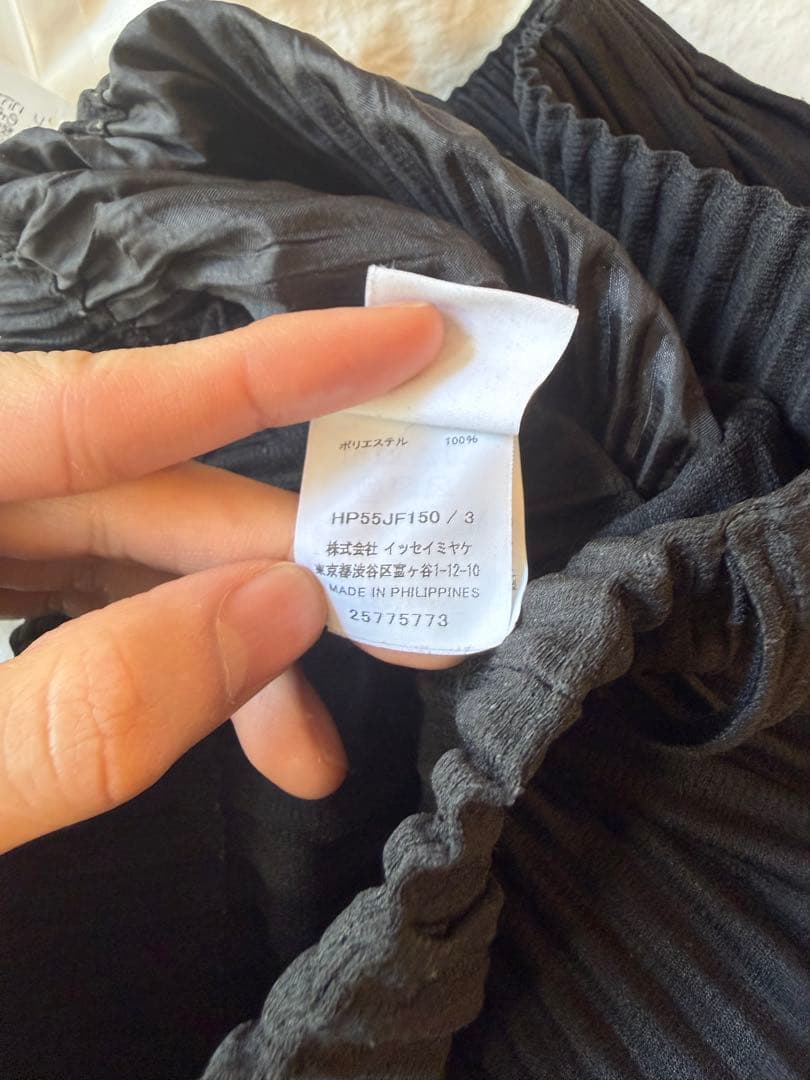 ポリエステル 100%
HP55JF150 / 3
株式会社 イッセイミヤケ
東京都渋谷区富ヶ谷1-12-10
MADE IN PHILIPPINES
25775773